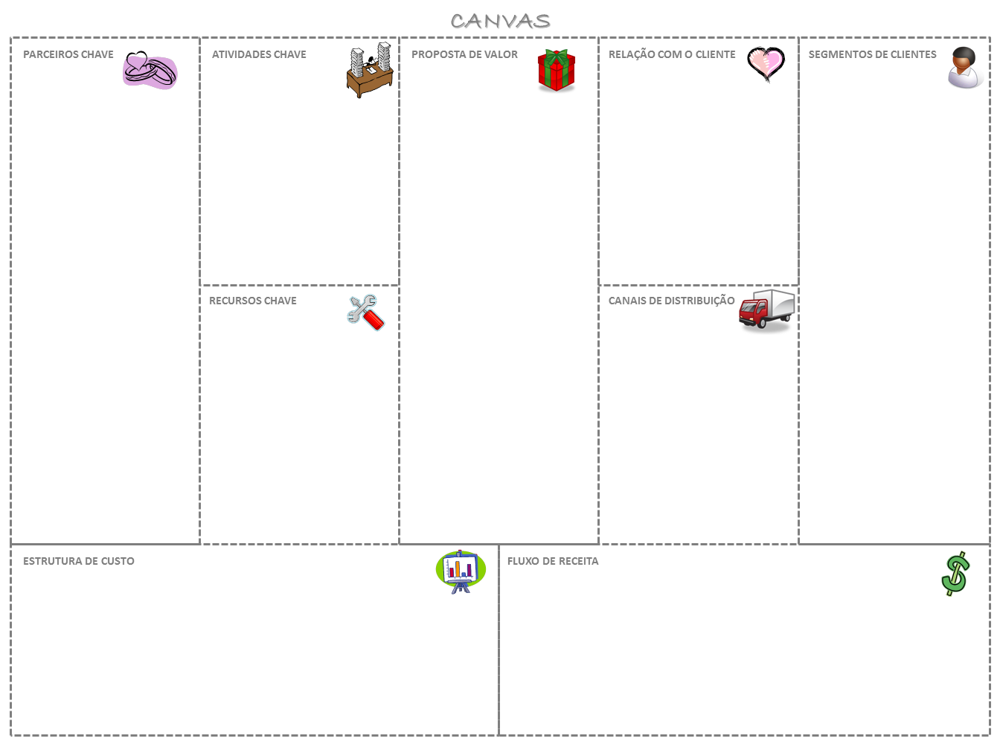 CANVAS
PARCEIROS CHAVE
ATIVIDADES CHAVE
PROPOSTA DE VALOR
RELAÇÃO COM O CLIENTE
SEGMENTOS DE CLIENTES
RECURSOS CHAVE
CANAIS DE DISTRIBUIÇÃO
ESTRUTURA DE CUSTO
FLUXO DE RECEITA